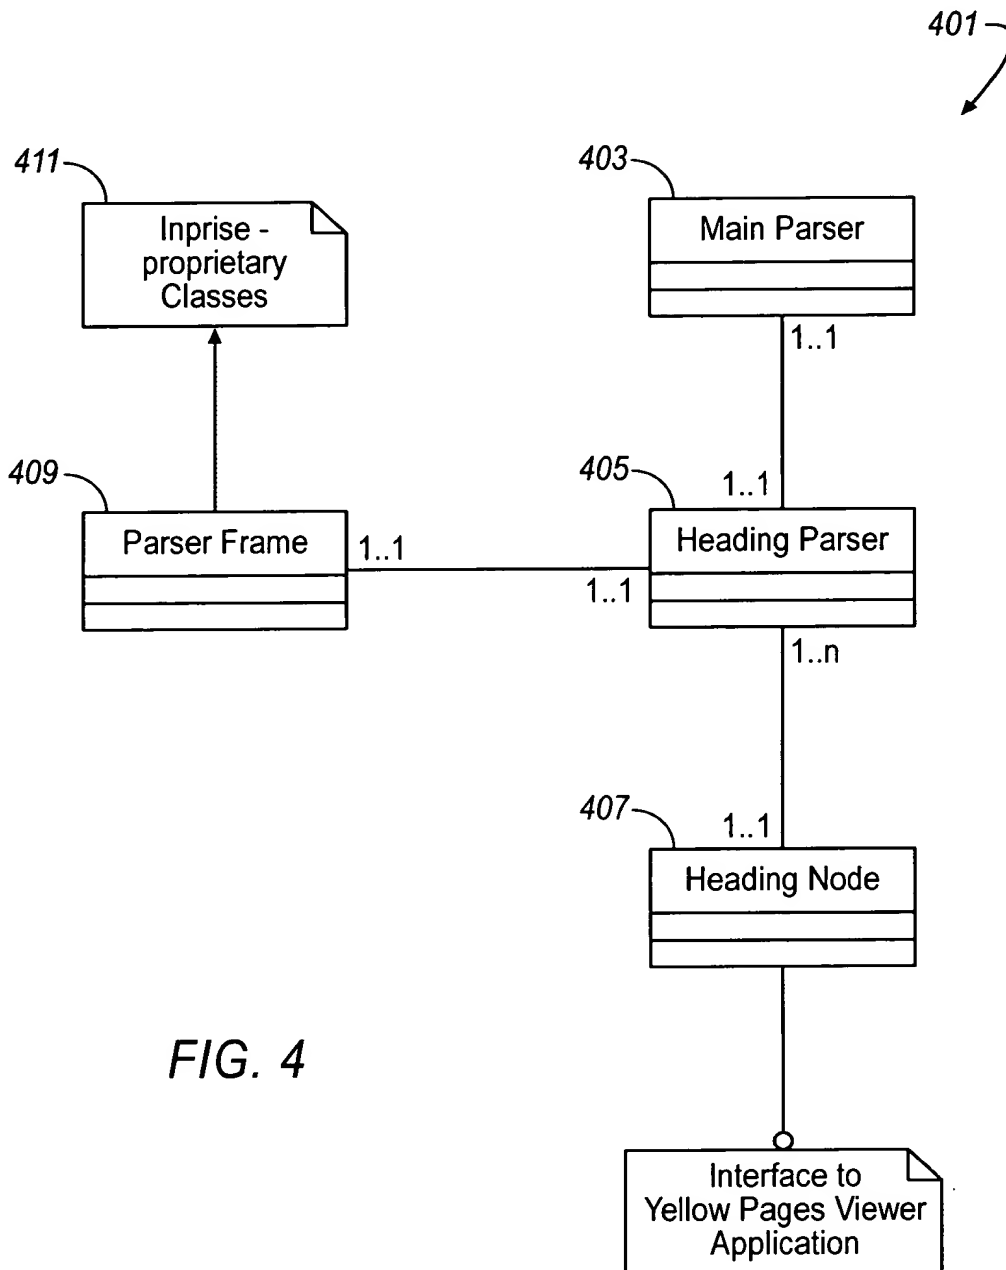 401
411
403
Inprise -
proprietary
Classes
Main Parser
1..1
409
405
1..1
Parser Frame
1..1
Heading Parser
1..1
1..n
407
1..1
Heading Node
FIG. 4
Interface to
Yellow Pages Viewer
Application